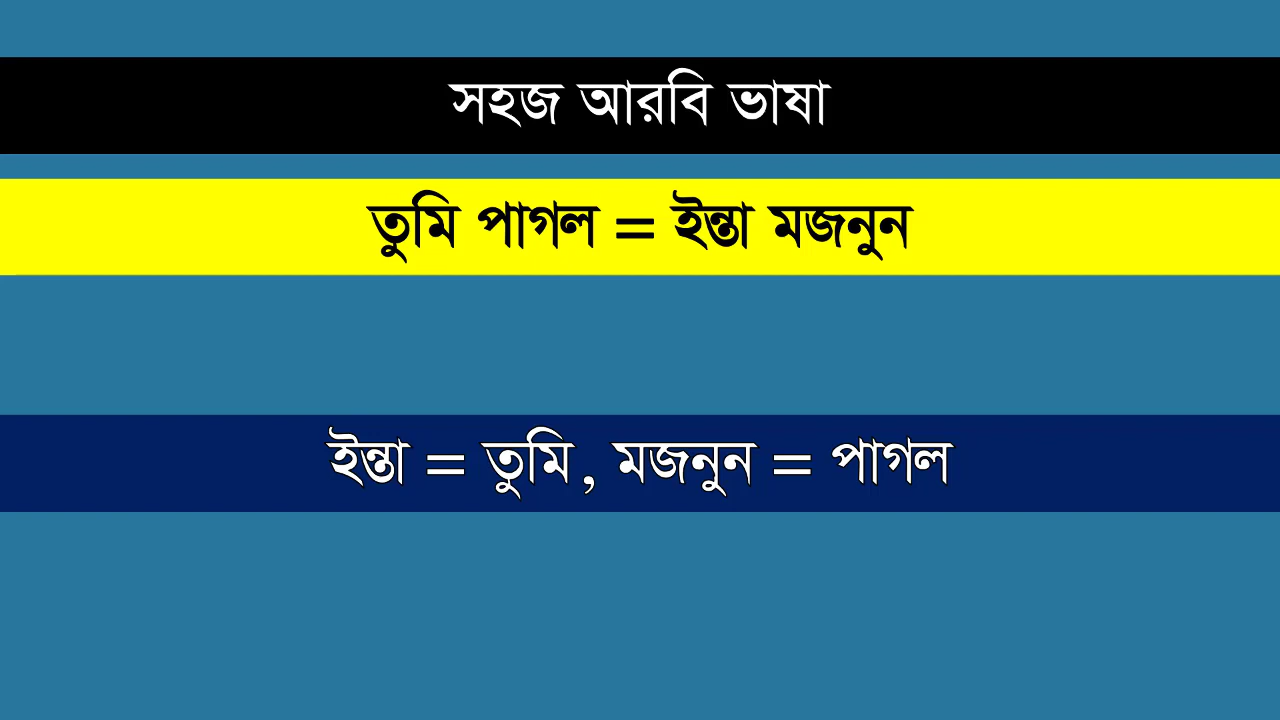 সহজ আরবি ভাষা
তুমি পাগল = ইন্তা মজনুন
ইন্তা = তুমি, মজনুন = পাগল